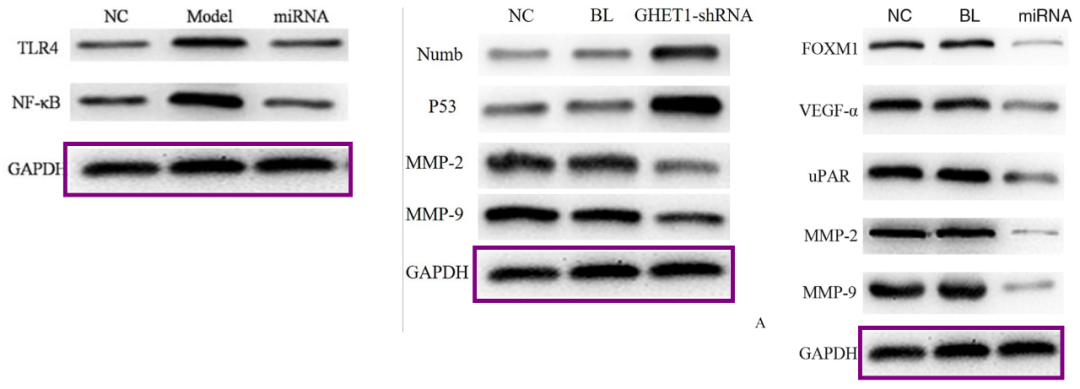 NC Model miRNA
TLR4
NF-κB
GAPDH
NC BL GHET1-shRNA
Numb
P53
MMP-2
MMP-9
GAPDH
A
NC BL miRNA
FOXM1
VEGF-α
uPAR
MMP-2
MMP-9
GAPDH